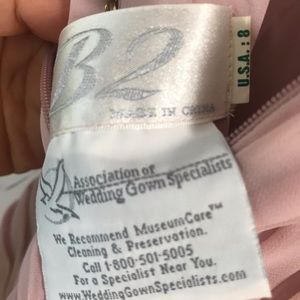 B2
MADE IN CHINA
U.S.A.: 8
Association of
Wedding Gown Specialists
We Recommend MuseumCare™
Cleaning & Preservation.
Call 1-800-501-5005
For a Specialist Near You.
www.WeddingGownSpecialists.com